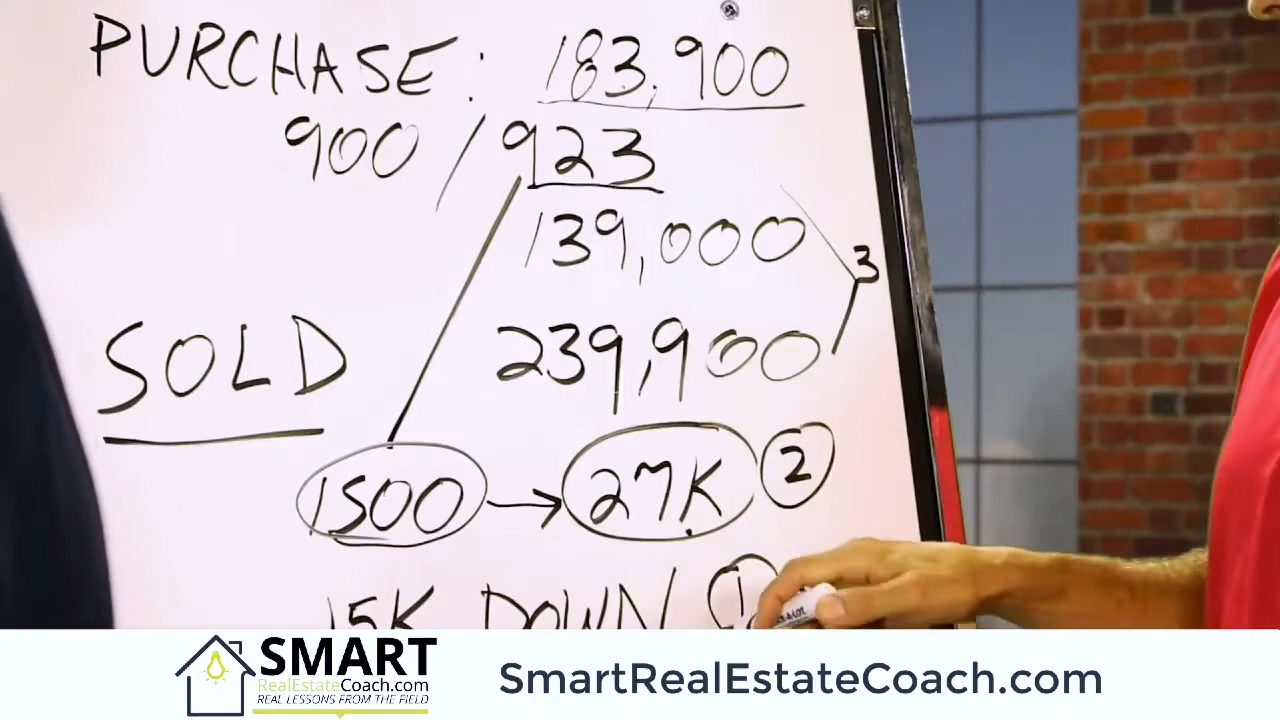 PURCHASE: 183,900
900 / 923
139,000
3
239,900
SOLD
1500 → 27K 2
15K DOWN 1
SMART
RealEstateCoach.com
REAL LESSONS FROM THE FIELD
SmartRealEstateCoach.com